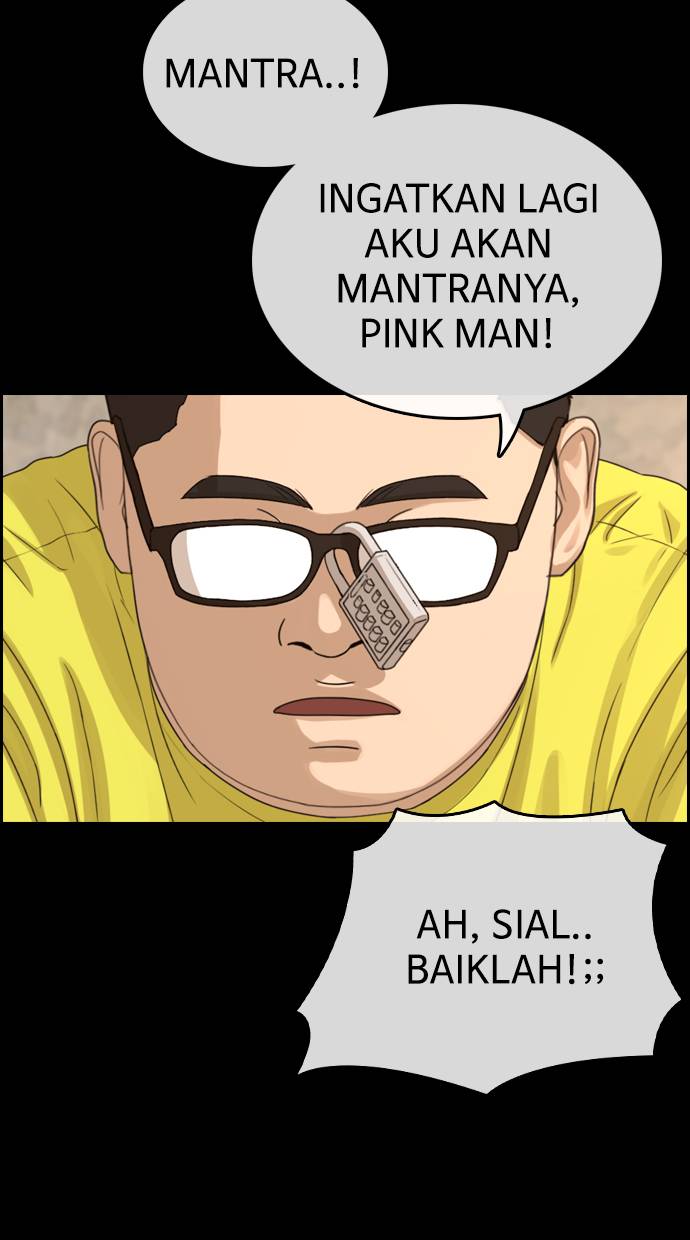 MANTRA..!
INGATKAN LAGI
AKU AKAN
MANTRANYA,
PINK MAN!
AH, SIAL..
BAIKLAH!;;